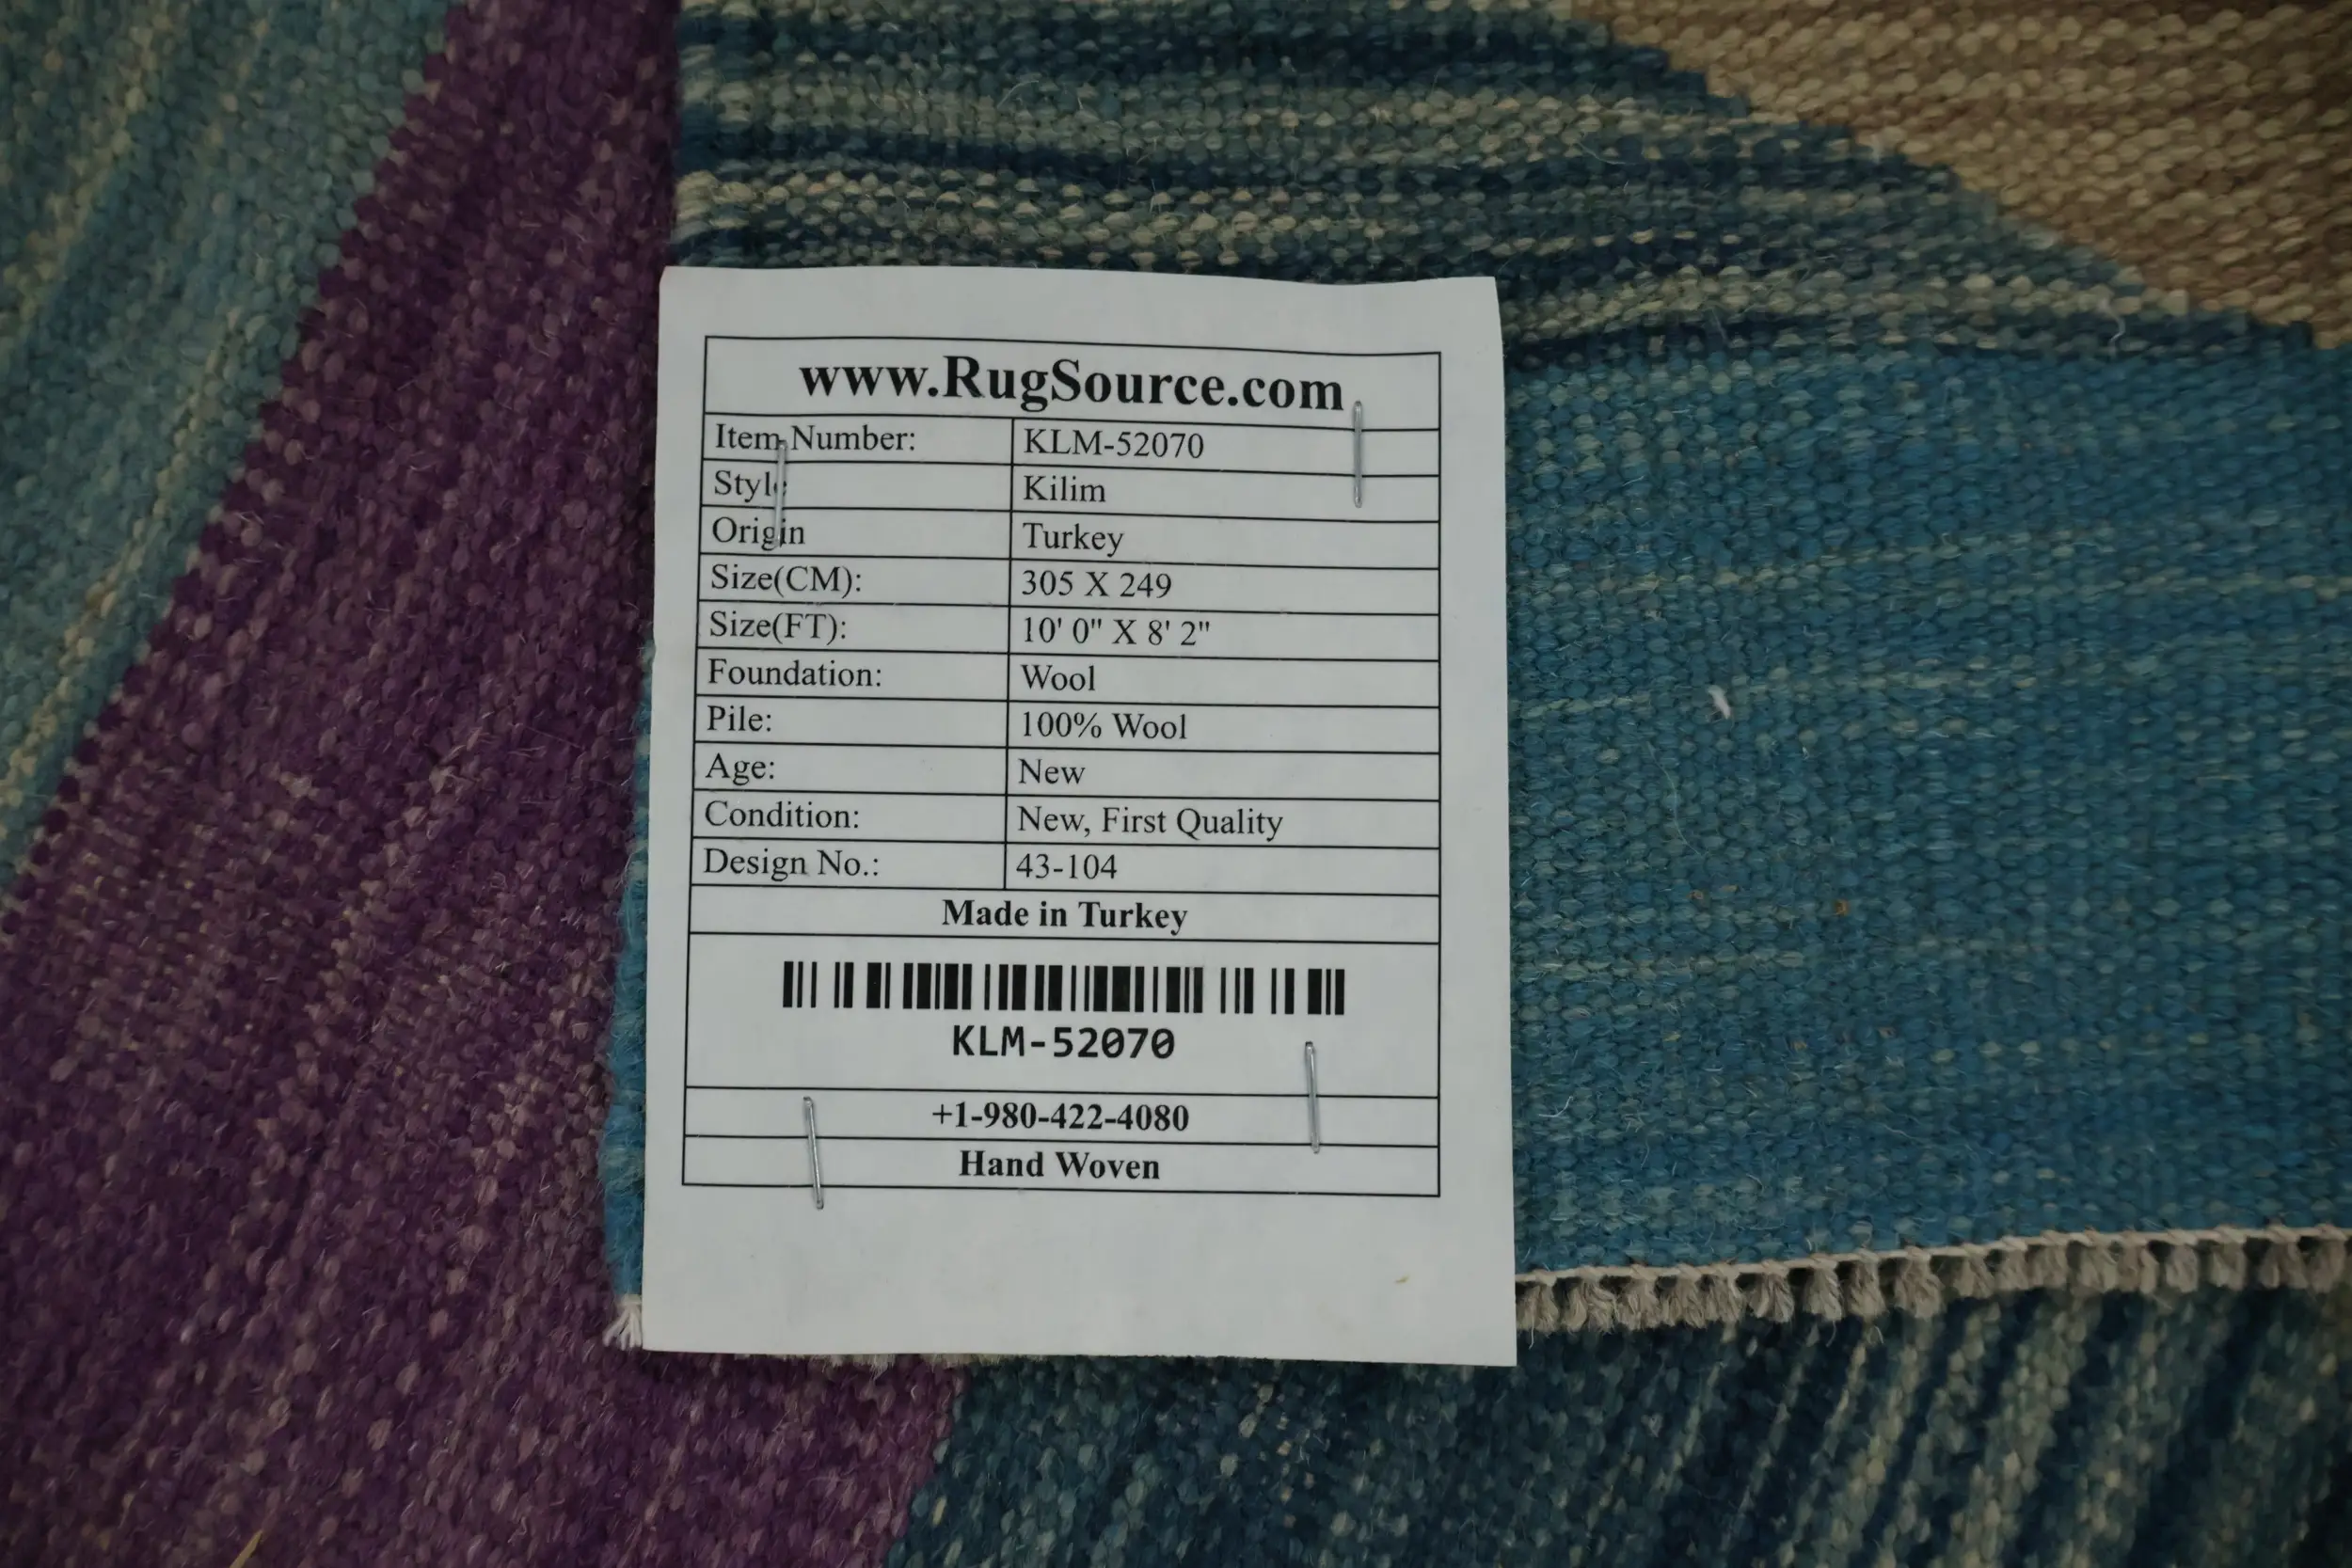 www.RugSource.com
Item Number: KLM-52070
Style Kilim
Origin Turkey
Size(CM): 305 X 249
Size(FT): 10' 0" X 8' 2"
Foundation: Wool
Pile: 100% Wool
Age: New
Condition: New, First Quality
Design No.: 43-104
Made in Turkey
KLM-52070
+1-980-422-4080
Hand Woven